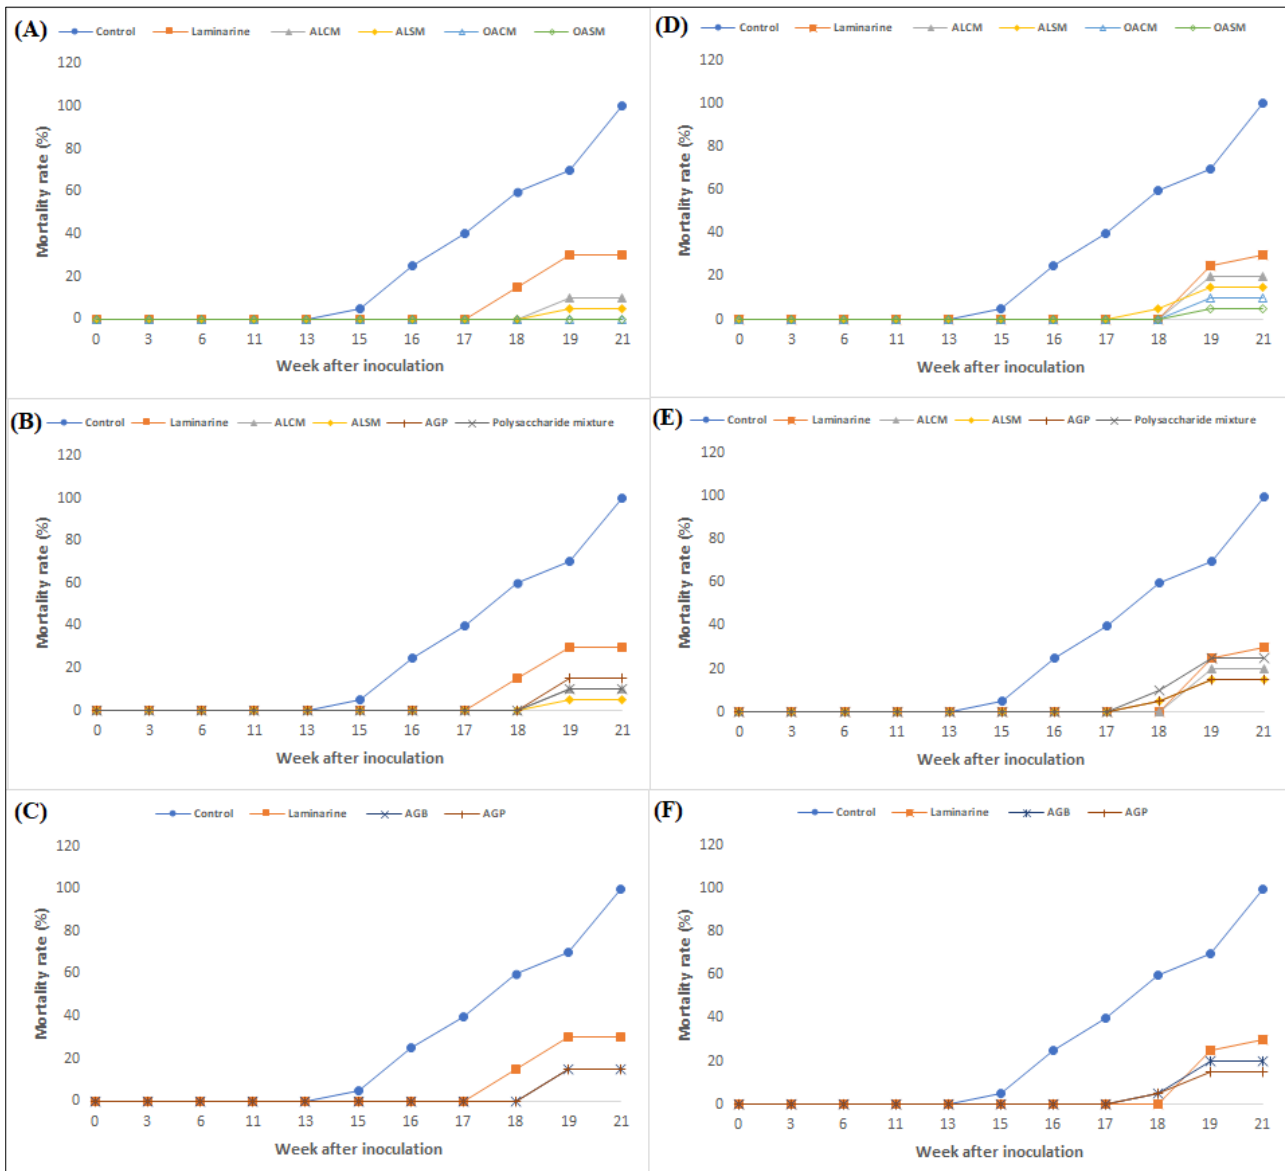 (A)
Control Laminarine ALCM ALSM OACM OASM
120
100
80
60
40
20
0
Mortality rate (%)
0 3 6 11 13 15 16 17 18 19 21
Week after inoculation
(D)
Control Laminarine ALCM ALSM OACM OASM
120
100
80
60
40
20
0
Mortality rate (%)
0 3 6 11 13 15 16 17 18 19 21
Week after inoculation
(B)
Control Laminarine ALCM ALSM AGP Polysaccharide mixture
120
100
80
60
40
20
0
Mortality rate (%)
0 3 6 11 13 15 16 17 18 19 21
Week after inoculation
(E)
Control Laminarine ALCM ALSM AGP Polysaccharide mixture
120
100
80
60
40
20
0
Mortality rate (%)
0 3 6 11 13 15 16 17 18 19 21
Week after inoculation
(C)
Control Laminarine AGB AGP
120
100
80
60
40
20
0
Mortality rate (%)
0 3 6 11 13 15 16 17 18 19 21
Week after inoculation
(F)
Control Laminarine AGB AGP
120
100
80
60
40
20
0
Mortality rate (%)
0 3 6 11 13 15 16 17 18 19 21
Week after inoculation